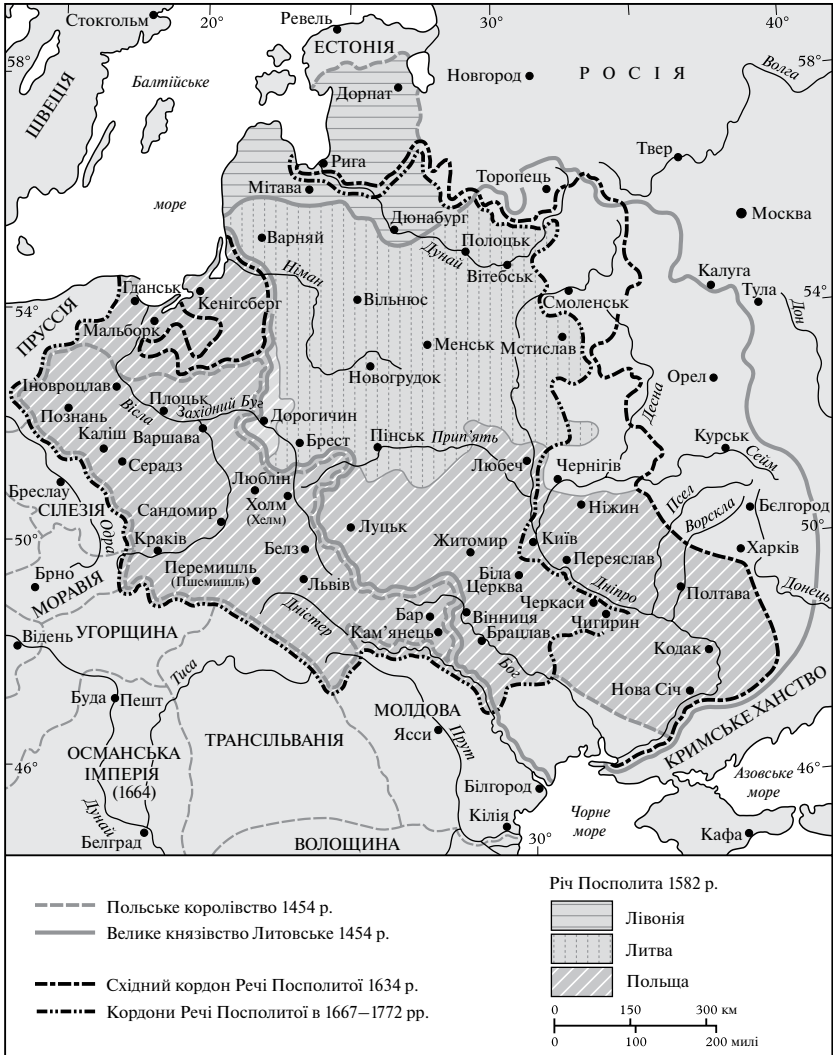 20°
30°
40°
Стокгольм
Ревель
ЕСТОНІЯ
58°
58°
ШВЕЦІЯ
Балтійське
Новгород
РОСІЯ
Волга
Дорпат
Твер
Рига
Торопець
Мітава
море
Дюнабург
Москва
Варняй
Полоцьк
Дунай
Німан
Вітебськ
Калуга
Гданськ
Кенігсберг
Вільнюс
Смоленськ
Тула
54°
54°
Дон
ПРУССІЯ
Мальборк
Менськ
Мстислав
Іновроцлав
Новогрудок
Орел
Десна
Плоцьк
Західний Буг
Познань
Вісла
Дорогичин
Каліш
Варшава
Брест
Пінськ
Прип'ять
Курськ
Серадз
Любеч
Чернігів
Сейм
Бреслау
Люблін
СІЛЕЗІЯ
Холм
(Хелм)
Ніжин
Псел
Ворскла
Бєлгород
Сандомир
Одра
Луцьк
50°
50°
Краків
Житомир
Київ
Белз
Харків
Переяслав
Брно
Перемишль
(Пшемишль)
Львів
Біла
Церква
Дніпро
Полтава
Донець
МОРАВІЯ
Черкаси
Дністер
Бар
Вінниця
Чигирин
УГОРЩИНА
Кам'янець
Брацлав
Відень
Кодак
Бог
Тиса
Нова Січ
Буда
Пешт
МОЛДОВА
КРИМСЬКЕ ХАНСТВО
Ясси
Прут
ТРАНСІЛЬВАНІЯ
ОСМАНСЬКА
ІМПЕРІЯ
(1664)
46°
46°
Азовське
море
Білгород
Дунай
Чорне
море
Кілія
Белград
Кафа
ВОЛОЩИНА
30°
Річ Посполита 1582 р.
Польське королівство 1454 р.
Лівонія
Велике князівство Литовське 1454 р.
Литва
Східний кордон Речі Посполитої 1634 р.
Польща
Кордони Речі Посполитої в 1667–1772 рр.
0 150 300 км
0 100 200 милі